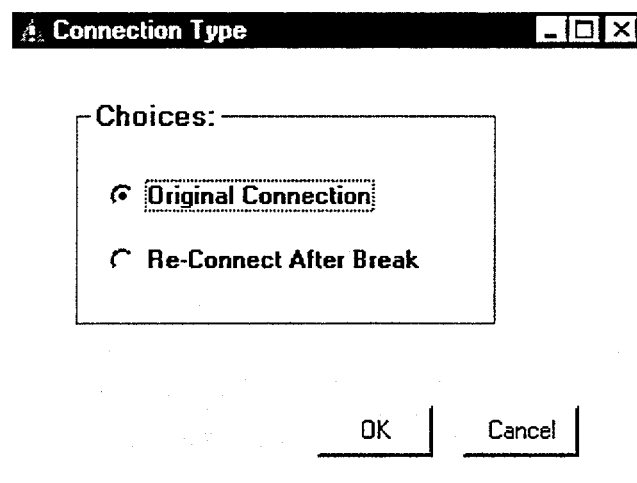 Connection Type
Choices:
Original Connection
Re-Connect After Break
OK
Cancel